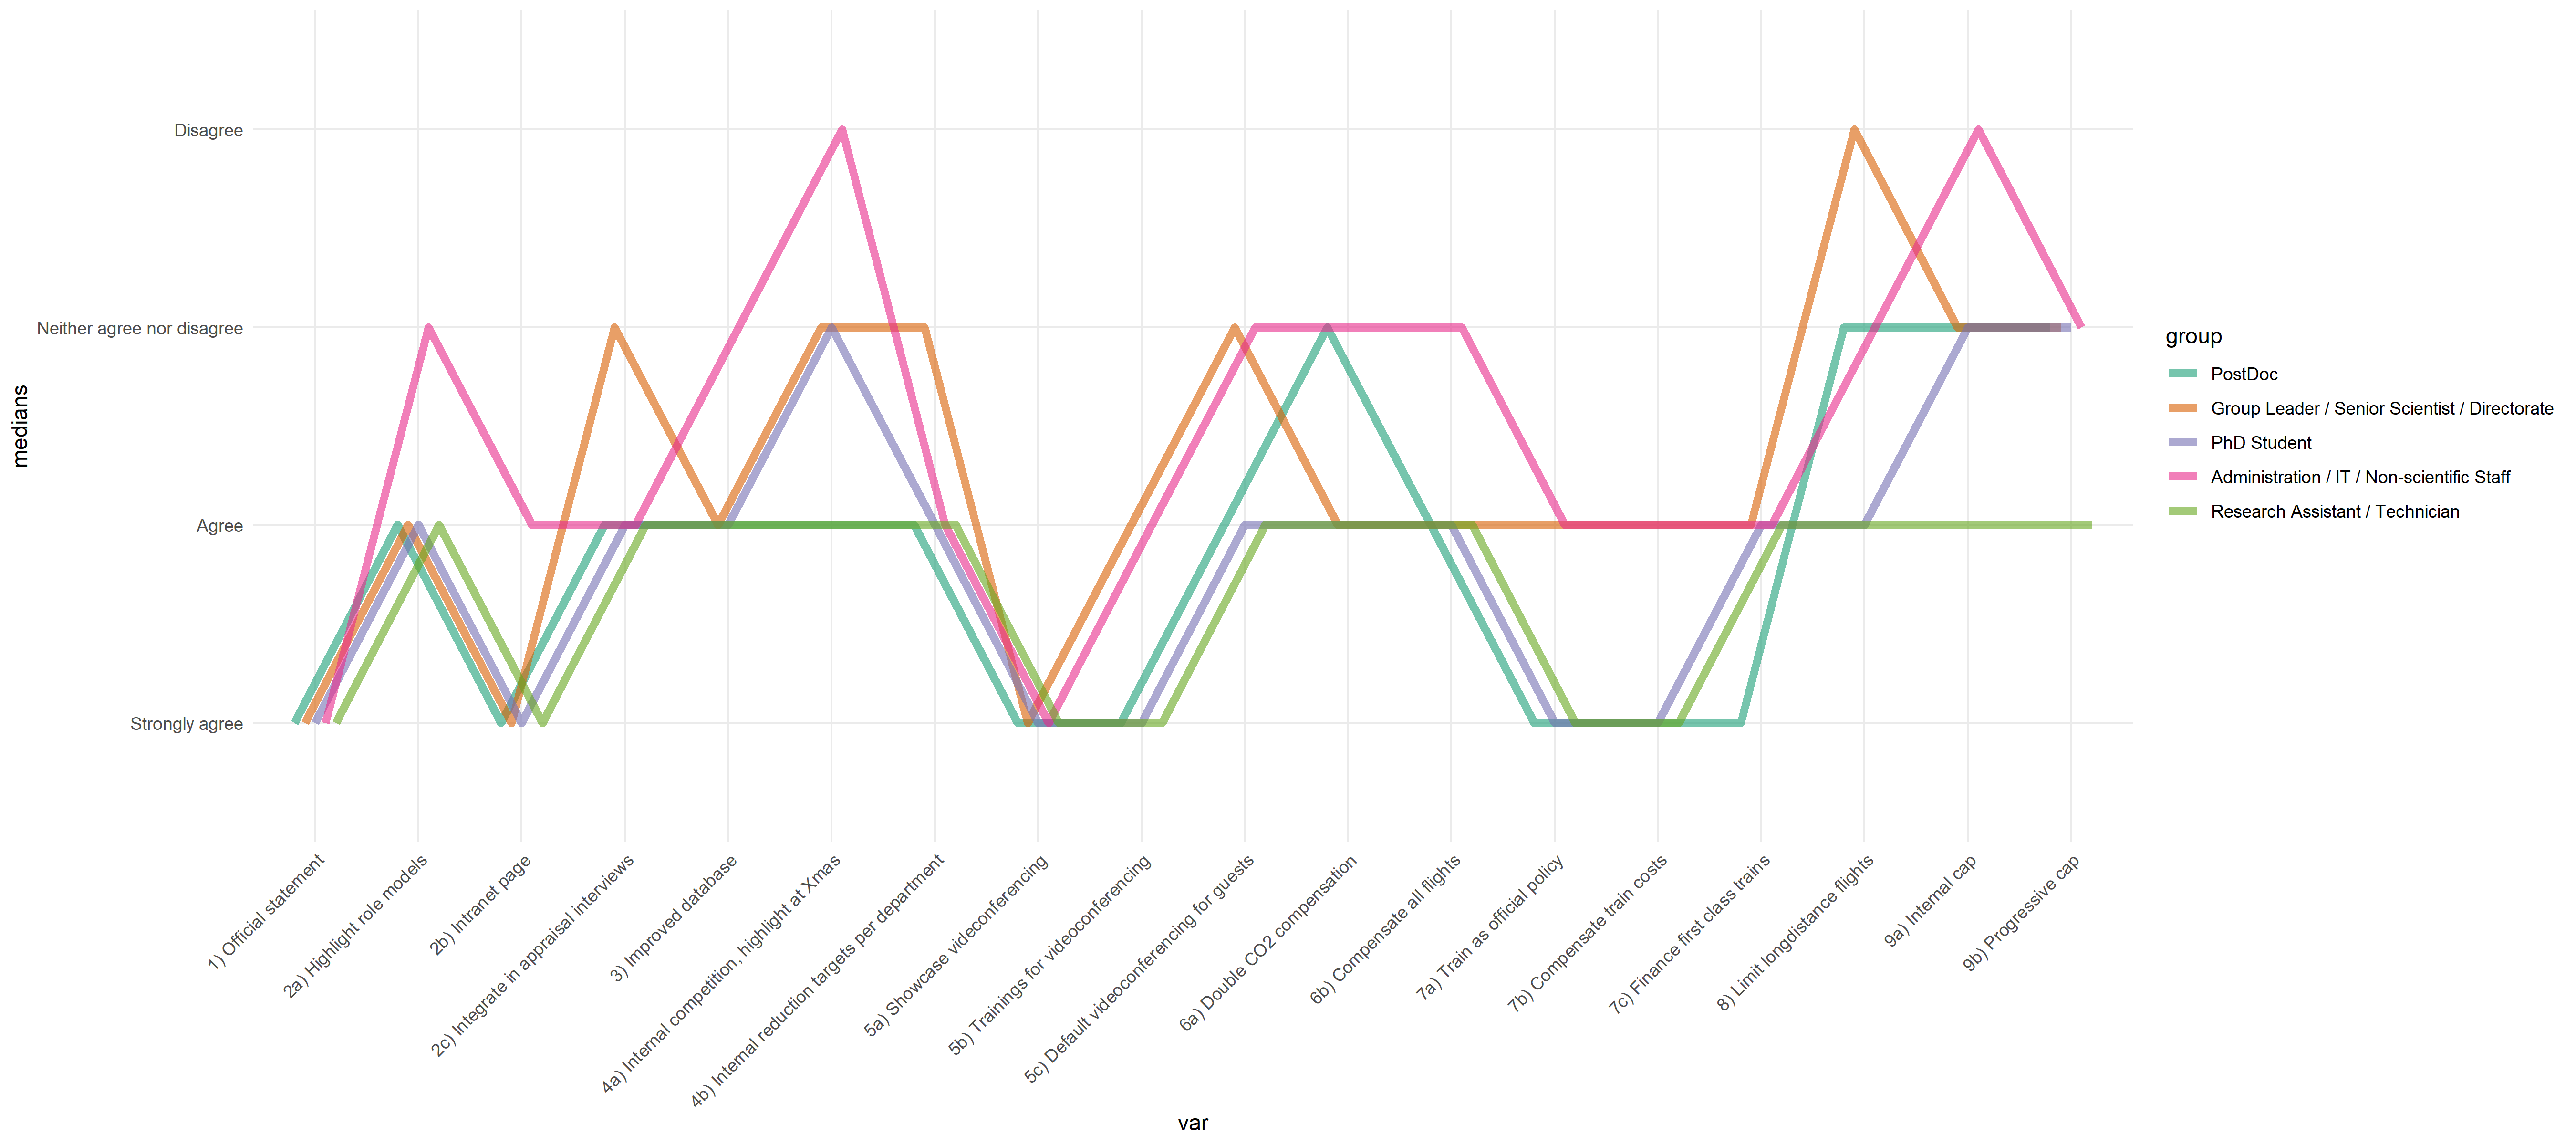 Disagree
Neither agree nor disagree
Agree
Strongly agree
medians
1) Official statement
2a) Highlight role models
2b) Intranet page
2c) Integrate in appraisal interviews
3) Improved database
4a) Internal competition, highlight at Xmas
4b) Internal reduction targets per department
5a) Showcase videoconferencing
5b) Trainings for videoconferencing
5c) Default videoconferencing for guests
6a) Double CO2 compensation
6b) Compensate all flights
7a) Train as official policy
7b) Compensate train costs
7c) Finance first class trains
8) Limit longdistance flights
9a) Internal cap
9b) Progressive cap
var
group
PostDoc
Group Leader / Senior Scientist / Directorate
PhD Student
Administration / IT / Non-scientific Staff
Research Assistant / Technician